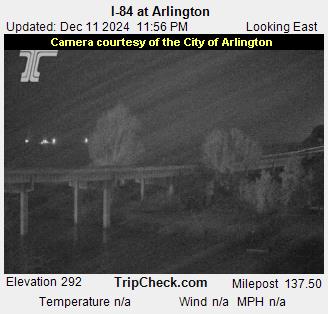 I-84 at Arlington
Updated: Dec 11 2024 11:56 PM Looking East
Camera courtesy of the City of Arlington
Elevation 292 TripCheck.com Milepost 137.50
Temperature n/a Wind n/a MPH n/a